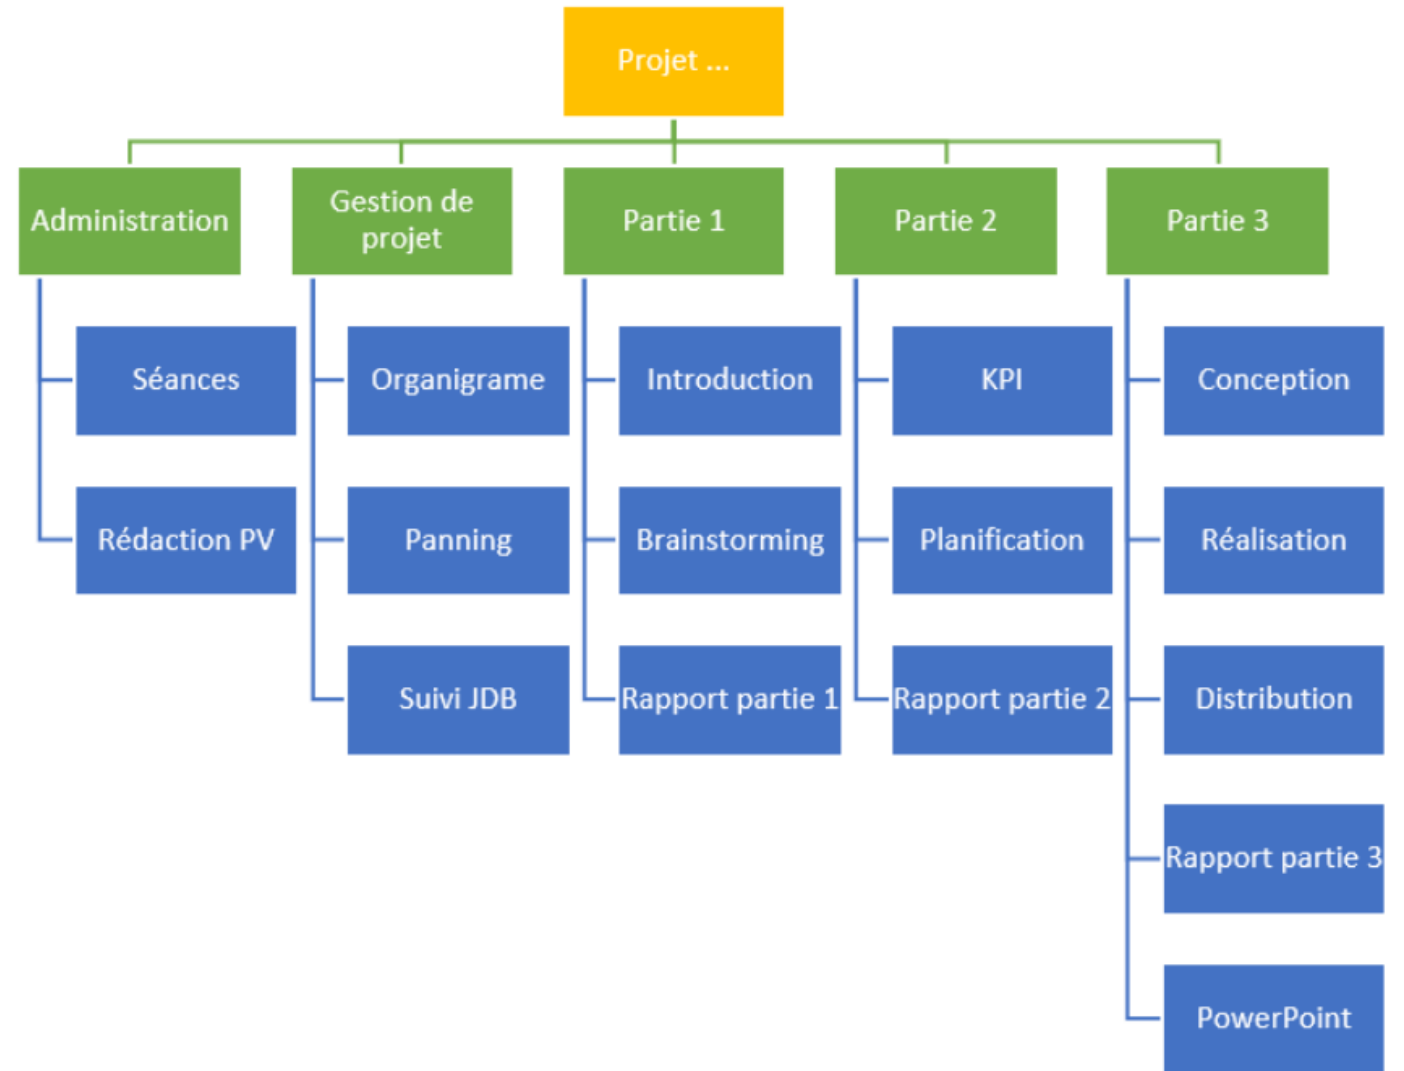 Projet ...
Administration
Gestion de
projet
Partie 1
Partie 2
Partie 3
Séances
Organigrame
Introduction
KPI
Conception
Rédaction PV
Panning
Brainstorming
Planification
Réalisation
Suivi JDB
Rapport partie 1
Rapport partie 2
Distribution
Rapport partie 3
PowerPoint